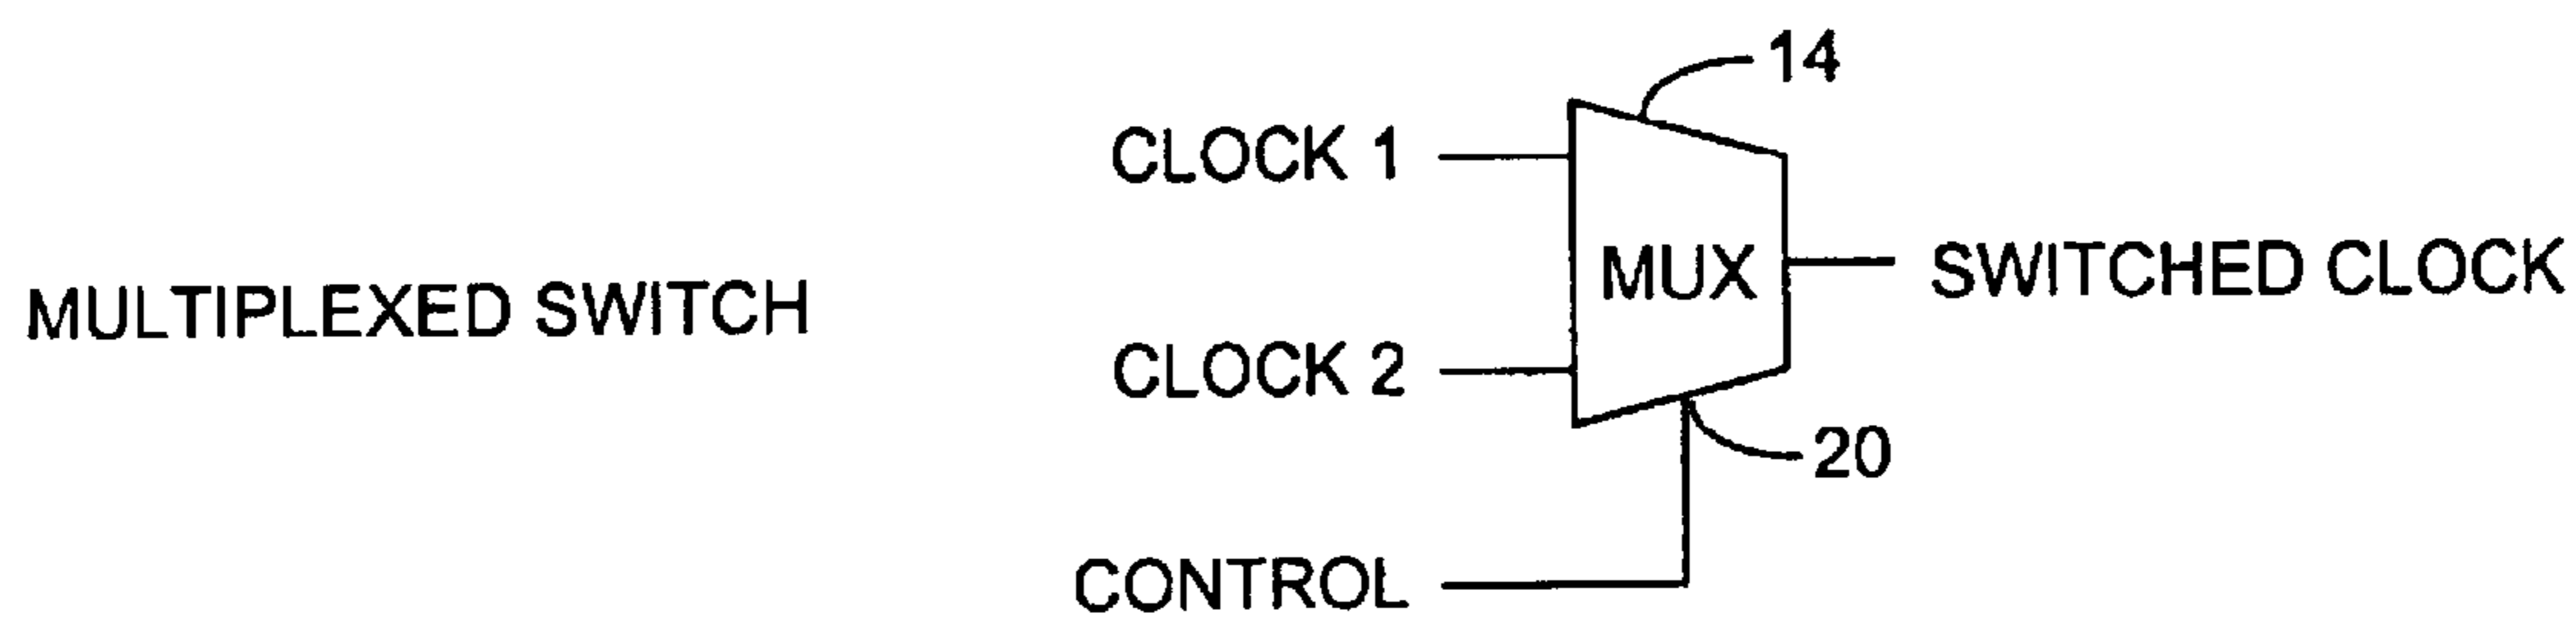 14
CLOCK 1
MUX
SWITCHED CLOCK
MULTIPLEXED SWITCH
CLOCK 2
20
CONTROL